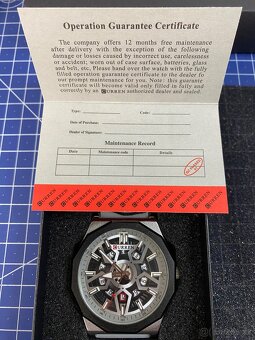 Operation Guarantee Certificate
The company offers 12 months free maintenance
after delivery with the exception of the following
damage or losses caused by incorrect, carelessness
or accident; worn out of case surface, batteries, glass
and belt, etc, Please hand over the watch with the fully
filled operation guarantee certificate to the dealer fo
our prompt maintenance for you. Note: this guarante
certificate will become valid only if filled in fully and
correctly by an CURREN authorized dealer and sealed.
Type: Code:
Date:
Dealer of Signature:
Maintenance Record
Date Maintenance code Details
CURREN CURREN CURREN CURREN CURREN
CURREN